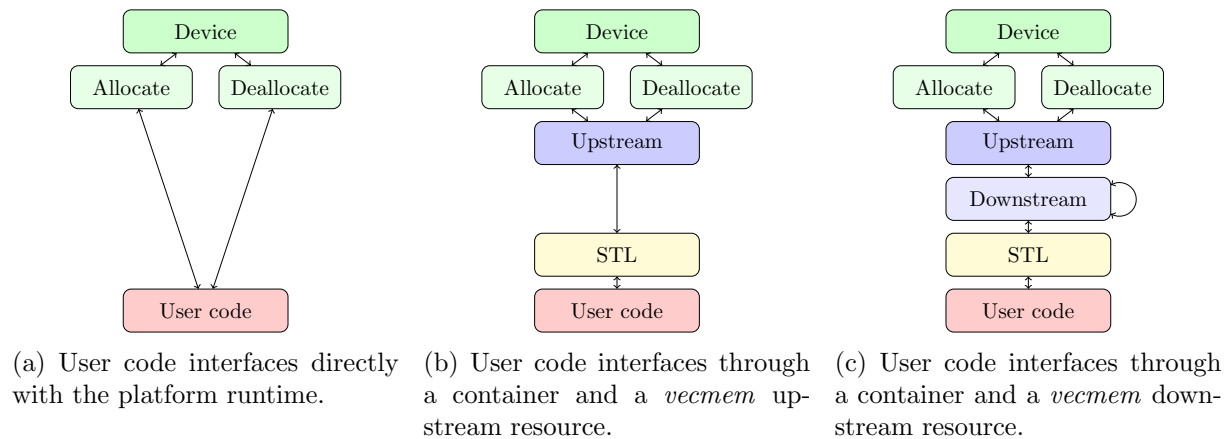 Device
Allocate
Deallocate
User code
(a) User code interfaces directly
with the platform runtime.
Device
Allocate
Deallocate
Upstream
STL
User code
(b) User code interfaces through
a container and a vecmem up-
stream resource.
Device
Allocate
Deallocate
Upstream
Downstream
STL
User code
(c) User code interfaces through
a container and a vecmem down-
stream resource.